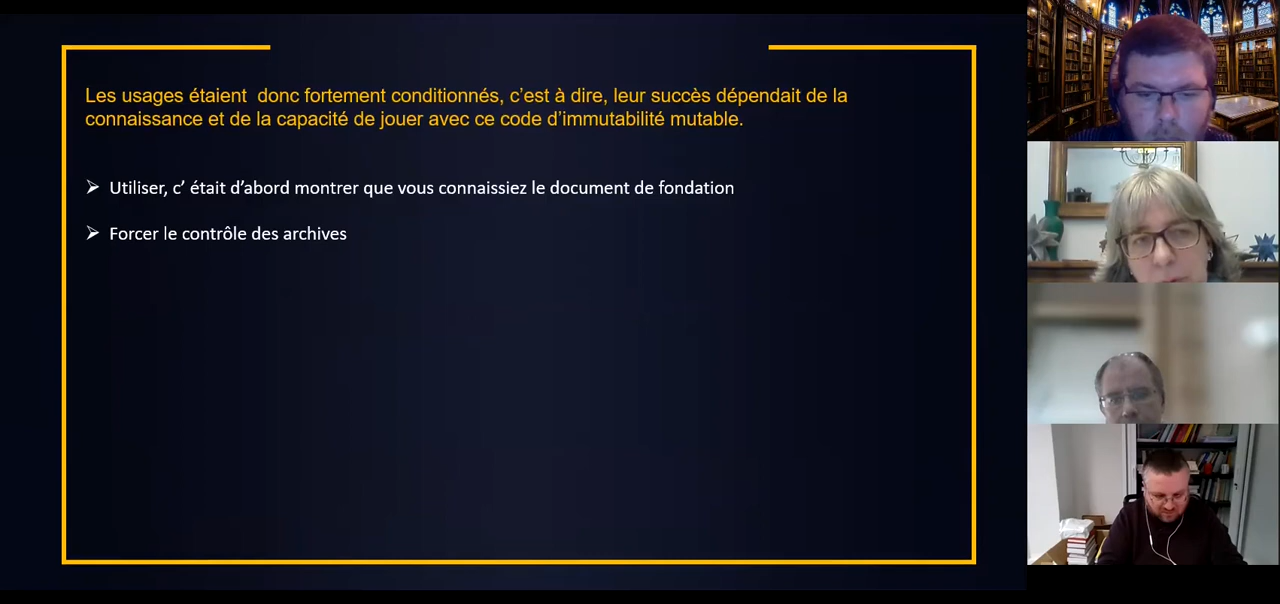 Les usages étaient  donc fortement conditionnés, c’est à dire, leur succès dépendait de la
connaissance et de la capacité de jouer avec ce code d’immutabilité mutable.
➢ Utiliser, c’ était d’abord montrer que vous connaissiez le document de fondation
➢ Forcer le contrôle des archives